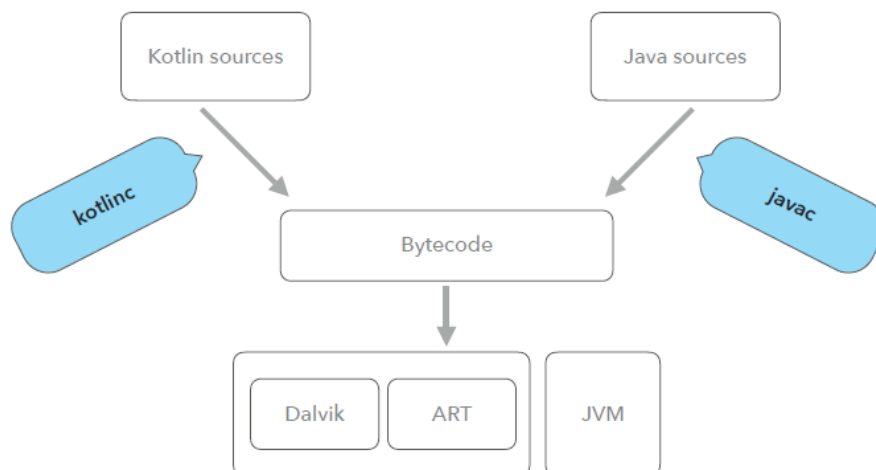 Kotlin sources
Java sources
kotlinc
javac
Bytecode
Dalvik
ART
JVM